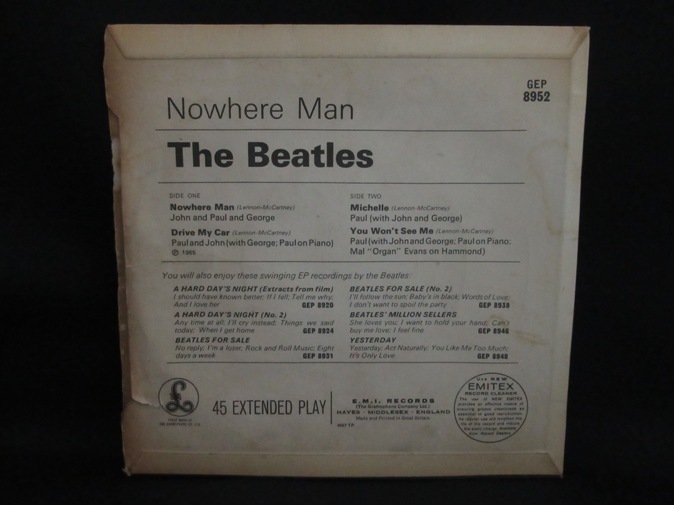 GEP
8952
Nowhere Man
The Beatles
SIDE ONE
Nowhere Man (Lennon-McCartney)
John and Paul and George
Drive My Car (Lennon-McCartney)
Paul and John (with George; Paul on Piano)
℗ 1965
SIDE TWO
Michelle (Lennon-McCartney)
Paul (with John and George)
You Won't See Me (Lennon-McCartney)
Paul (with John and George; Paul on Piano;
Mal "Organ" Evans on Hammond)
You will also enjoy these swinging EP recordings by the Beatles:
A HARD DAY'S NIGHT (Extracts from film)
I should have known better; If I fell; Tell me why;
And I love her GEP 8920
A HARD DAY'S NIGHT (No. 2)
Any time at all; I'll cry instead; Things we said
today; When I get home GEP 8924
BEATLES FOR SALE
No reply; I'm a loser; Rock and Roll Music; Eight
days a week GEP 8931
BEATLES FOR SALE (No. 2)
I'll follow the sun; Baby's in black; Words of Love;
I don't want to spoil the party GEP 8938
BEATLES' MILLION SELLERS
She loves you; I want to hold your hand; Can't
buy me love; I feel fine GEP 8946
YESTERDAY
Yesterday; Act Naturally; You Like Me Too Much;
It's Only Love GEP 8948
£
45 EXTENDED PLAY
E.M.I. RECORDS
(The Gramophone Company Ltd.)
HAYES · MIDDLESEX · ENGLAND
Made and Printed in Great Britain
Use NEW
EMITEX
RECORD CLEANER